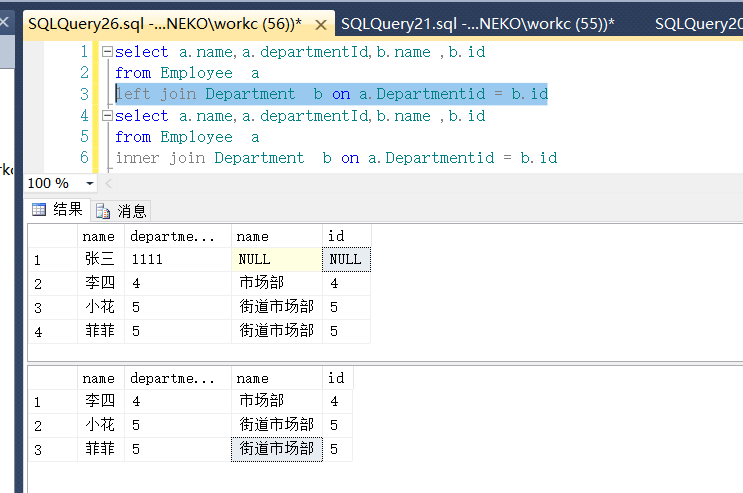 SQLQuery26.sql -...NEKO\workc (56))* SQLQuery21.sql -...NEKO\workc (55))* SQLQuery20
1 select a.name,a.departmentId,b.name ,b.id
2 from Employee a
3 left join Department b on a.Departmentid = b.id
4 select a.name,a.departmentId,b.name ,b.id
5 from Employee a
6 inner join Department b on a.Departmentid = b.id
100 %
结果 消息
name departme... name id
1 张三 1111 NULL NULL
2 李四 4 市场部 4
3 小花 5 街道市场部 5
4 菲菲 5 街道市场部 5
name departme... name id
1 李四 4 市场部 4
2 小花 5 街道市场部 5
3 菲菲 5 街道市场部 5